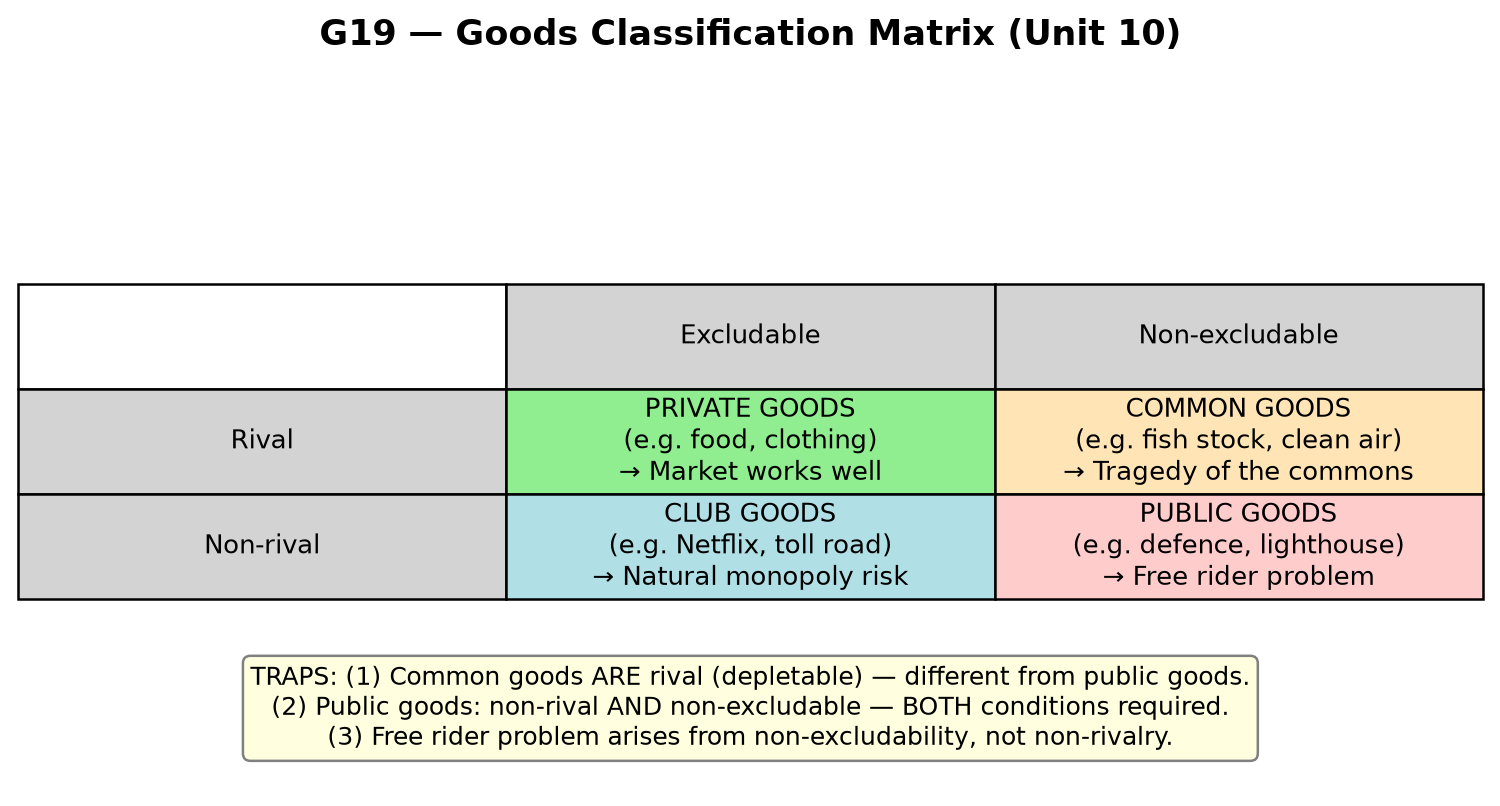 G19 — Goods Classification Matrix (Unit 10)
Excludable
Non-excludable
Rival
PRIVATE GOODS
(e.g. food, clothing)
→ Market works well
COMMON GOODS
(e.g. fish stock, clean air)
→ Tragedy of the commons
Non-rival
CLUB GOODS
(e.g. Netflix, toll road)
→ Natural monopoly risk
PUBLIC GOODS
(e.g. defence, lighthouse)
→ Free rider problem
TRAPS: (1) Common goods ARE rival (depletable) — different from public goods.
(2) Public goods: non-rival AND non-excludable — BOTH conditions required.
(3) Free rider problem arises from non-excludability, not non-rivalry.